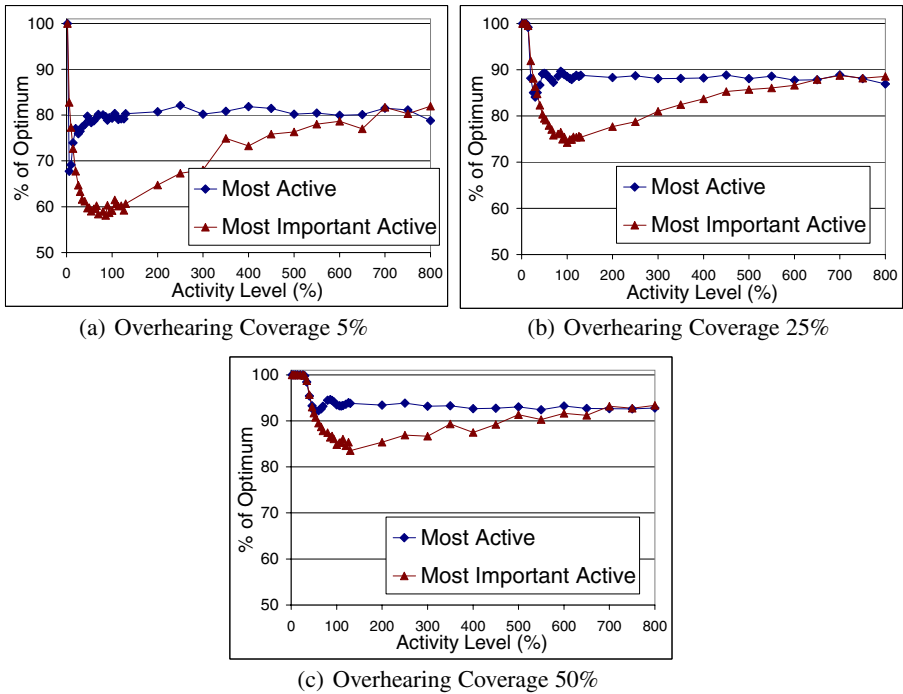 100
90
80
70
60
50
0 100 200 300 400 500 600 700 800
% of Optimum
Activity Level (%)
Most Active
Most Important Active
(a) Overhearing Coverage 5%
100
90
80
70
60
50
0 100 200 300 400 500 600 700 800
% of Optimum
Activity Level (%)
Most Active
Most Important Active
(b) Overhearing Coverage 25%
100
90
80
70
60
50
0 100 200 300 400 500 600 700 800
% of Optimum
Activity Level (%)
Most Active
Most Important Active
(c) Overhearing Coverage 50%